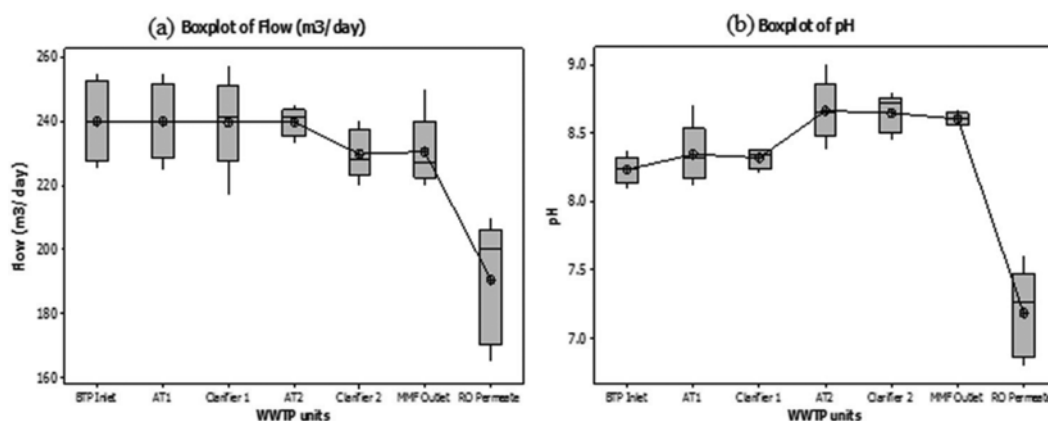 (a) Boxplot of Flow (m3/day)
260
240
220
200
180
160
flow (m3/ day)
BTP Inlet AT1 Clarifier 1 AT2 Clarifier 2 MMF Outlet RO Permeate
WWTP units
(b) Boxplot of pH
9.0
8.5
8.0
7.5
7.0
pH
BTP Inlet AT1 Clarifier 1 AT2 Clarifier 2 MMF Outlet RO Permeate
WWTP units